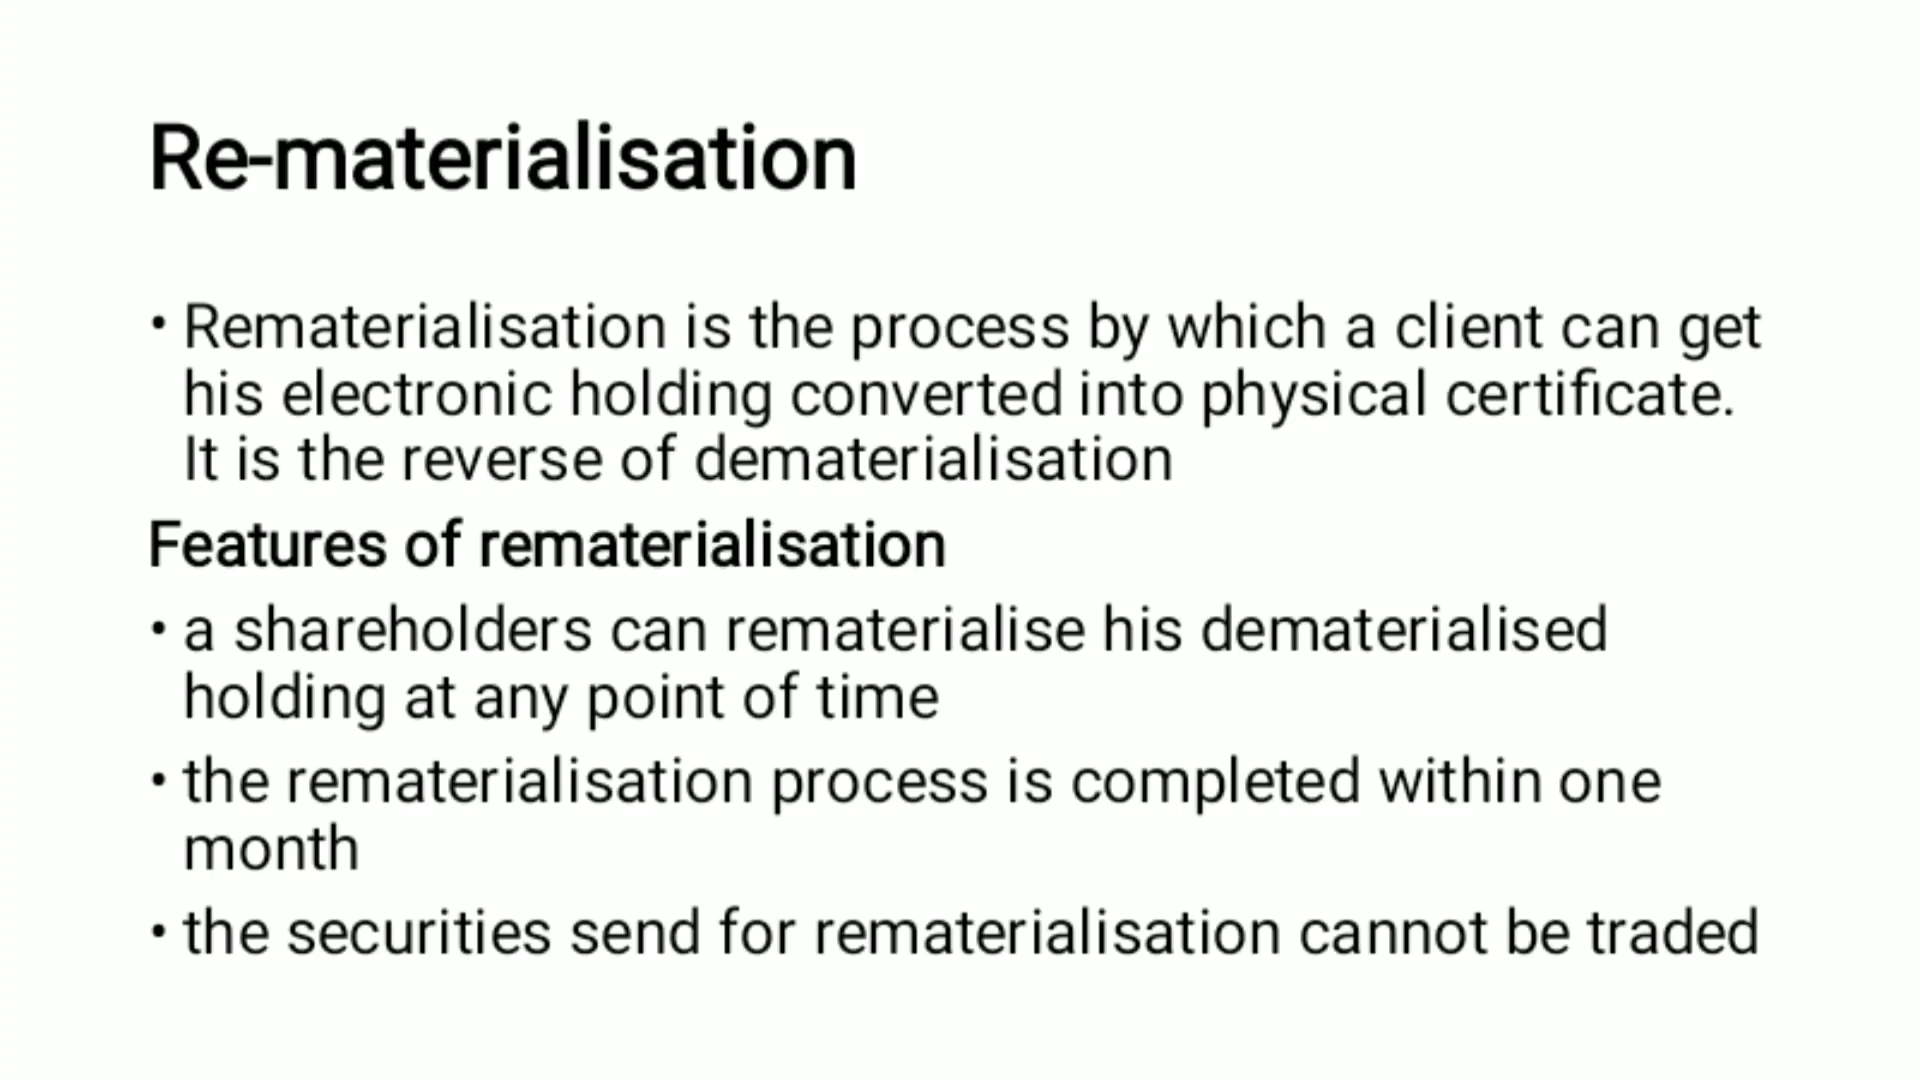 Re-materialisation
• Rematerialisation is the process by which a client can get
his electronic holding converted into physical certificate.
It is the reverse of dematerialisation
Features of rematerialisation
• a shareholders can rematerialise his dematerialised
holding at any point of time
• the rematerialisation process is completed within one
month
• the securities send for rematerialisation cannot be traded